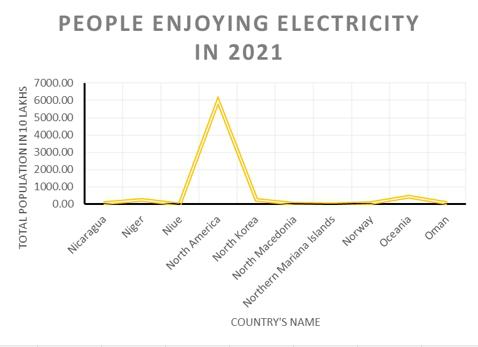 PEOPLE ENJOYING ELECTRICITY
IN 2021
TOTAL POPULATION IN 10 LAKHS
7000.00
6000.00
5000.00
4000.00
3000.00
2000.00
1000.00
0.00
Nicaragua
Niger
Niue
North America
North Korea
North Macedonia
Northern Mariana Islands
Norway
Oceania
Oman
COUNTRY'S NAME